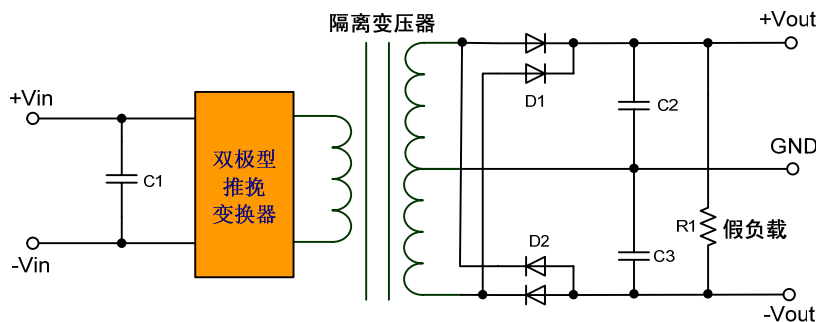 隔离变压器
+Vout
+Vin
D1
C2
双极型
推挽
变换器
C1
GND
R1
假负载
D2
C3
-Vin
-Vout